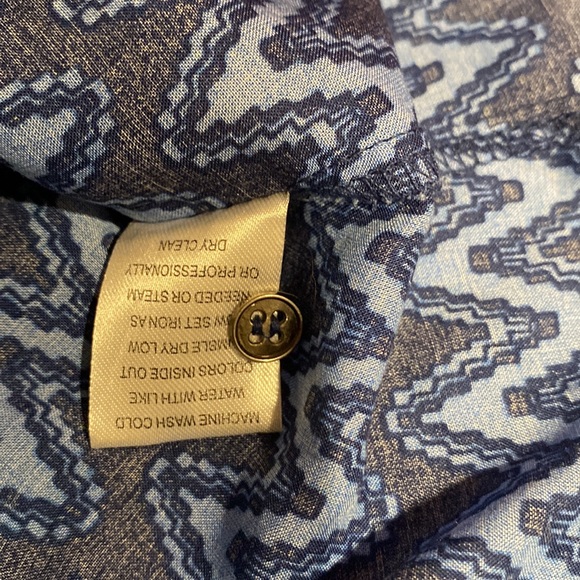 MACHINE WASH COLD
WATER WITH LIKE
COLORS INSIDE OUT
MBLE DRY LOW
W SET IRON AS
NEEDED OR STEAM
OR PROFESSIONALLY
DRY CLEAN